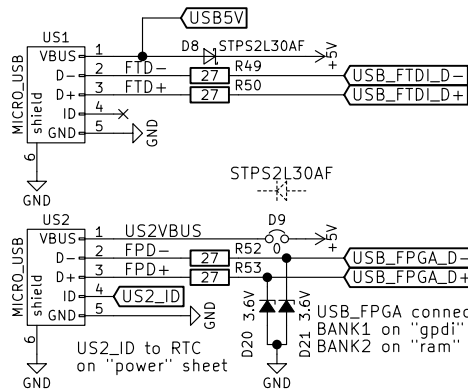 USB5V
US1
D8 STPS2L30AF
VBUS 1 +5V
D- 2 FTD- 27 R49 USB_FTDI_D-
D+ 3 FTD+ 27 R50 USB_FTDI_D+
ID 4
GND 5 GND
MICRO_USB
shield
6
GND
STPS2L30AF
US2
D9
VBUS 1 US2VBUS 0 +5V
D- 2 FPD- 27 R52 USB_FPGA_D-
D+ 3 FPD+ 27 R53 USB_FPGA_D+
ID 4 US2_ID
GND 5 GND
MICRO_USB
shield
6
GND
D20 3.6V
D21 3.6V
GND
US2_ID to RTC
on "power" sheet
USB_FPGA connec
BANK1 on "gpdi"
BANK2 on "ram"